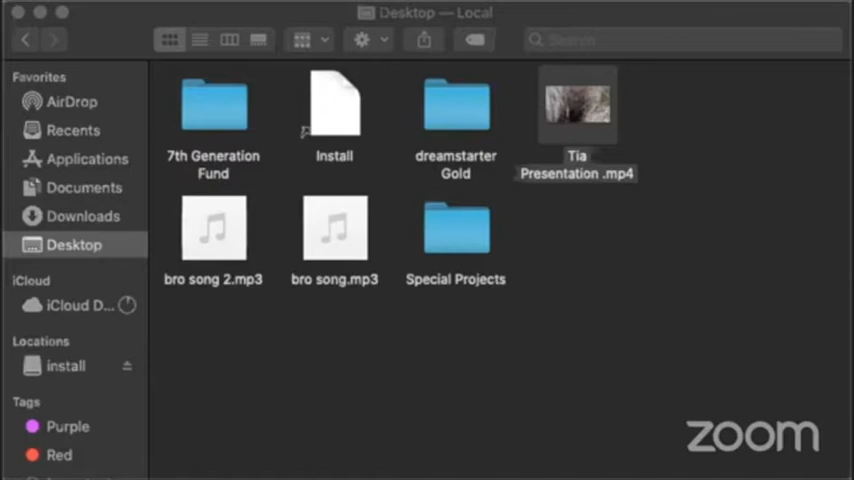 Desktop — Local
Search
Favorites
AirDrop
Recents
Applications
Documents
Downloads
Desktop
iCloud
iCloud D...
Locations
install
Tags
Purple
Red
7th Generation
Fund
Install
dreamstarter
Gold
Tia
Presentation .mp4
bro song 2.mp3
bro song.mp3
Special Projects
zoom